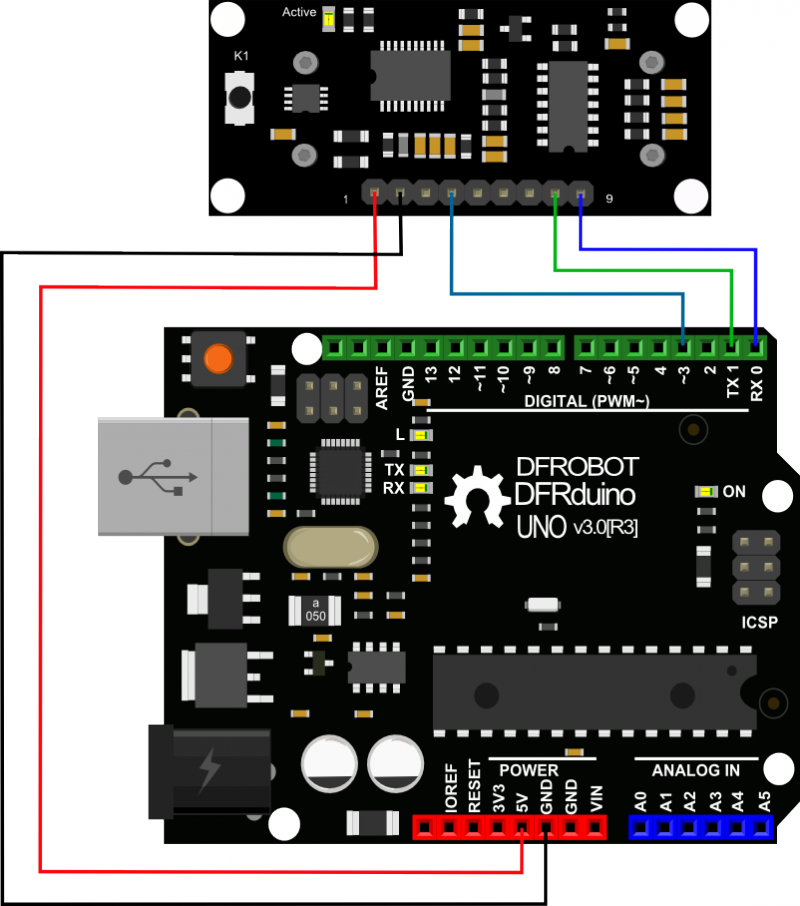 Active
K1
1
9
AREF
GND
13
12
~11
~10
~9
8
7
~6
~5
4
~3
2
TX 1
RX 0
DIGITAL (PWM~)
L
TX
RX
DFROBOT
DFRduino
UNO v3.0[R3]
ON
a
050
ICSP
POWER
ANALOG IN
IOREF
RESET
3V3
5V
GND
GND
VIN
A0
A1
A2
A3
A4
A5